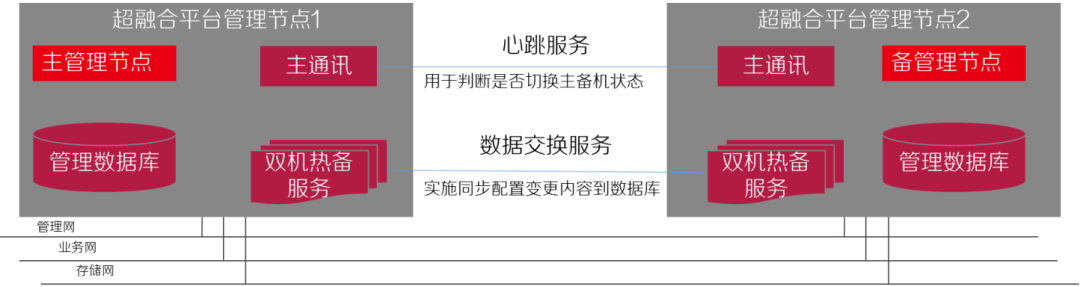 超融合平台管理节点1
超融合平台管理节点2
主管理节点
主通讯
心跳服务
主通讯
备管理节点
用于判断是否切换主备机状态
管理数据库
双机热备
服务
数据交换服务
实施同步配置变更内容到数据库
双机热备
服务
管理数据库
管理网
业务网
存储网